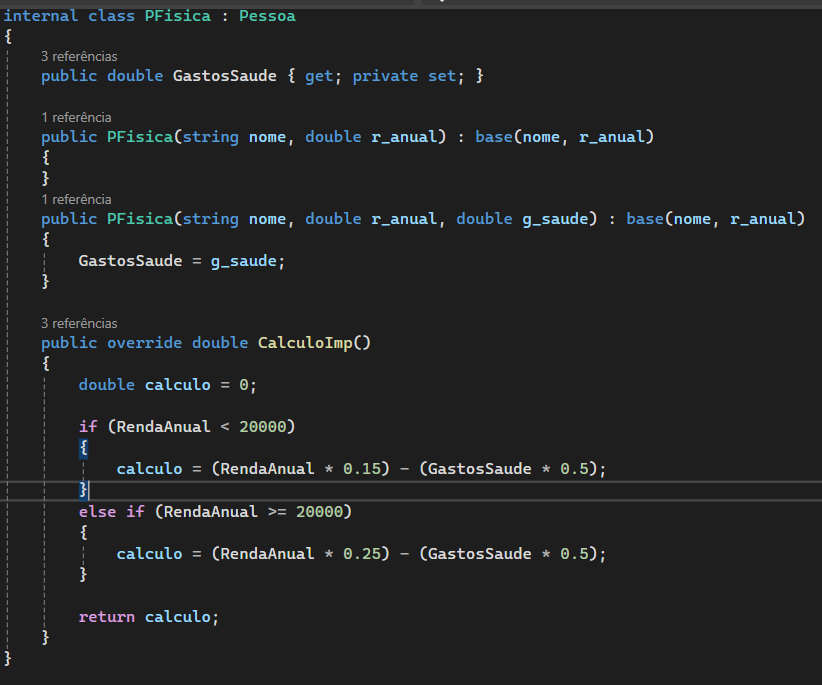 internal class PFisica : Pessoa
{
3 referências
public double GastosSaude { get; private set; }
1 referência
public PFisica(string nome, double r_anual) : base(nome, r_anual)
{
}
1 referência
public PFisica(string nome, double r_anual, double g_saude) : base(nome, r_anual)
{
GastosSaude = g_saude;
}
3 referências
public override double CalculoImp()
{
double calculo = 0;
if (RendaAnual < 20000)
{
calculo = (RendaAnual * 0.15) - (GastosSaude * 0.5);
}
else if (RendaAnual >= 20000)
{
calculo = (RendaAnual * 0.25) - (GastosSaude * 0.5);
}
return calculo;
}
}